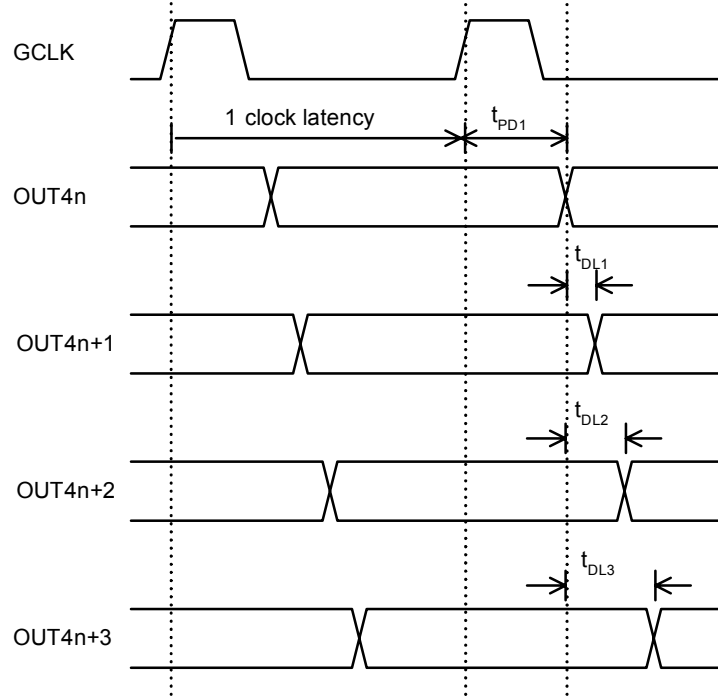 GCLK
1 clock latency
tPD1
OUT4n
tDL1
OUT4n+1
tDL2
OUT4n+2
tDL3
OUT4n+3